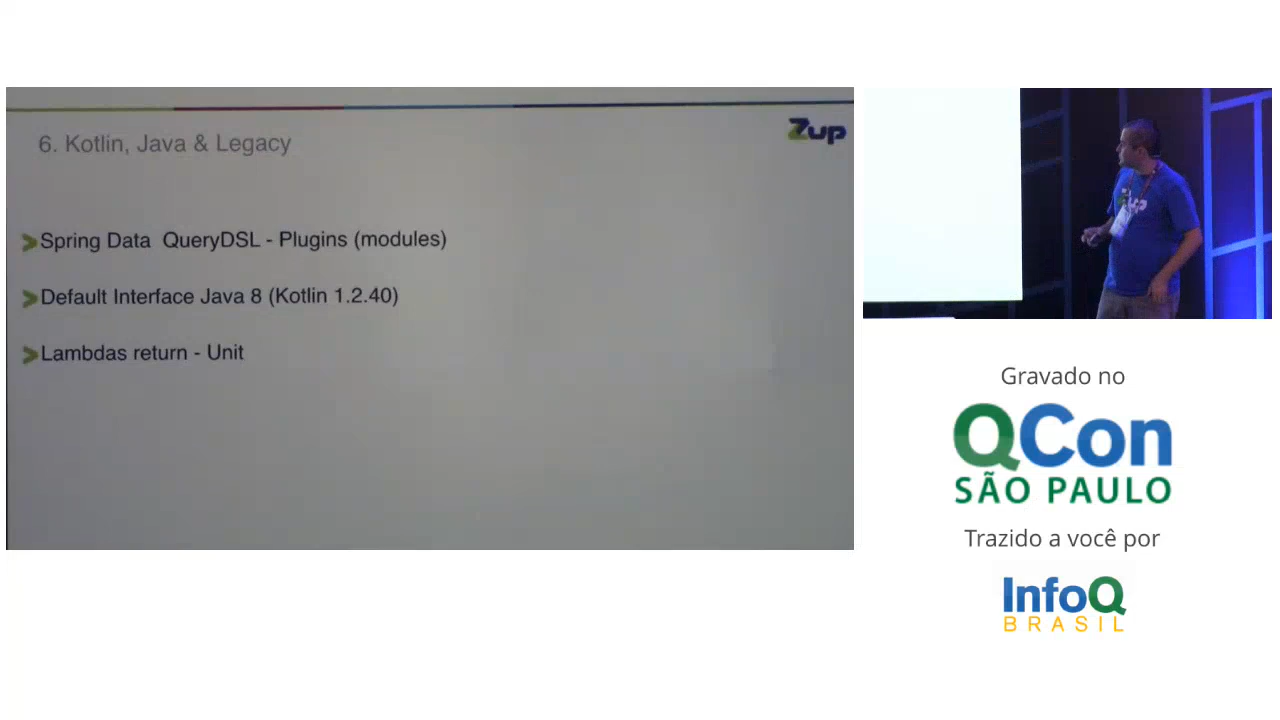 6. Kotlin, Java & Legacy
Zup
Spring Data QueryDSL - Plugins (modules)
Default Interface Java 8 (Kotlin 1.2.40)
Lambdas return - Unit
Gravado no
QCon
SÃO PAULO
Trazido a você por
InfoQ
BRASIL